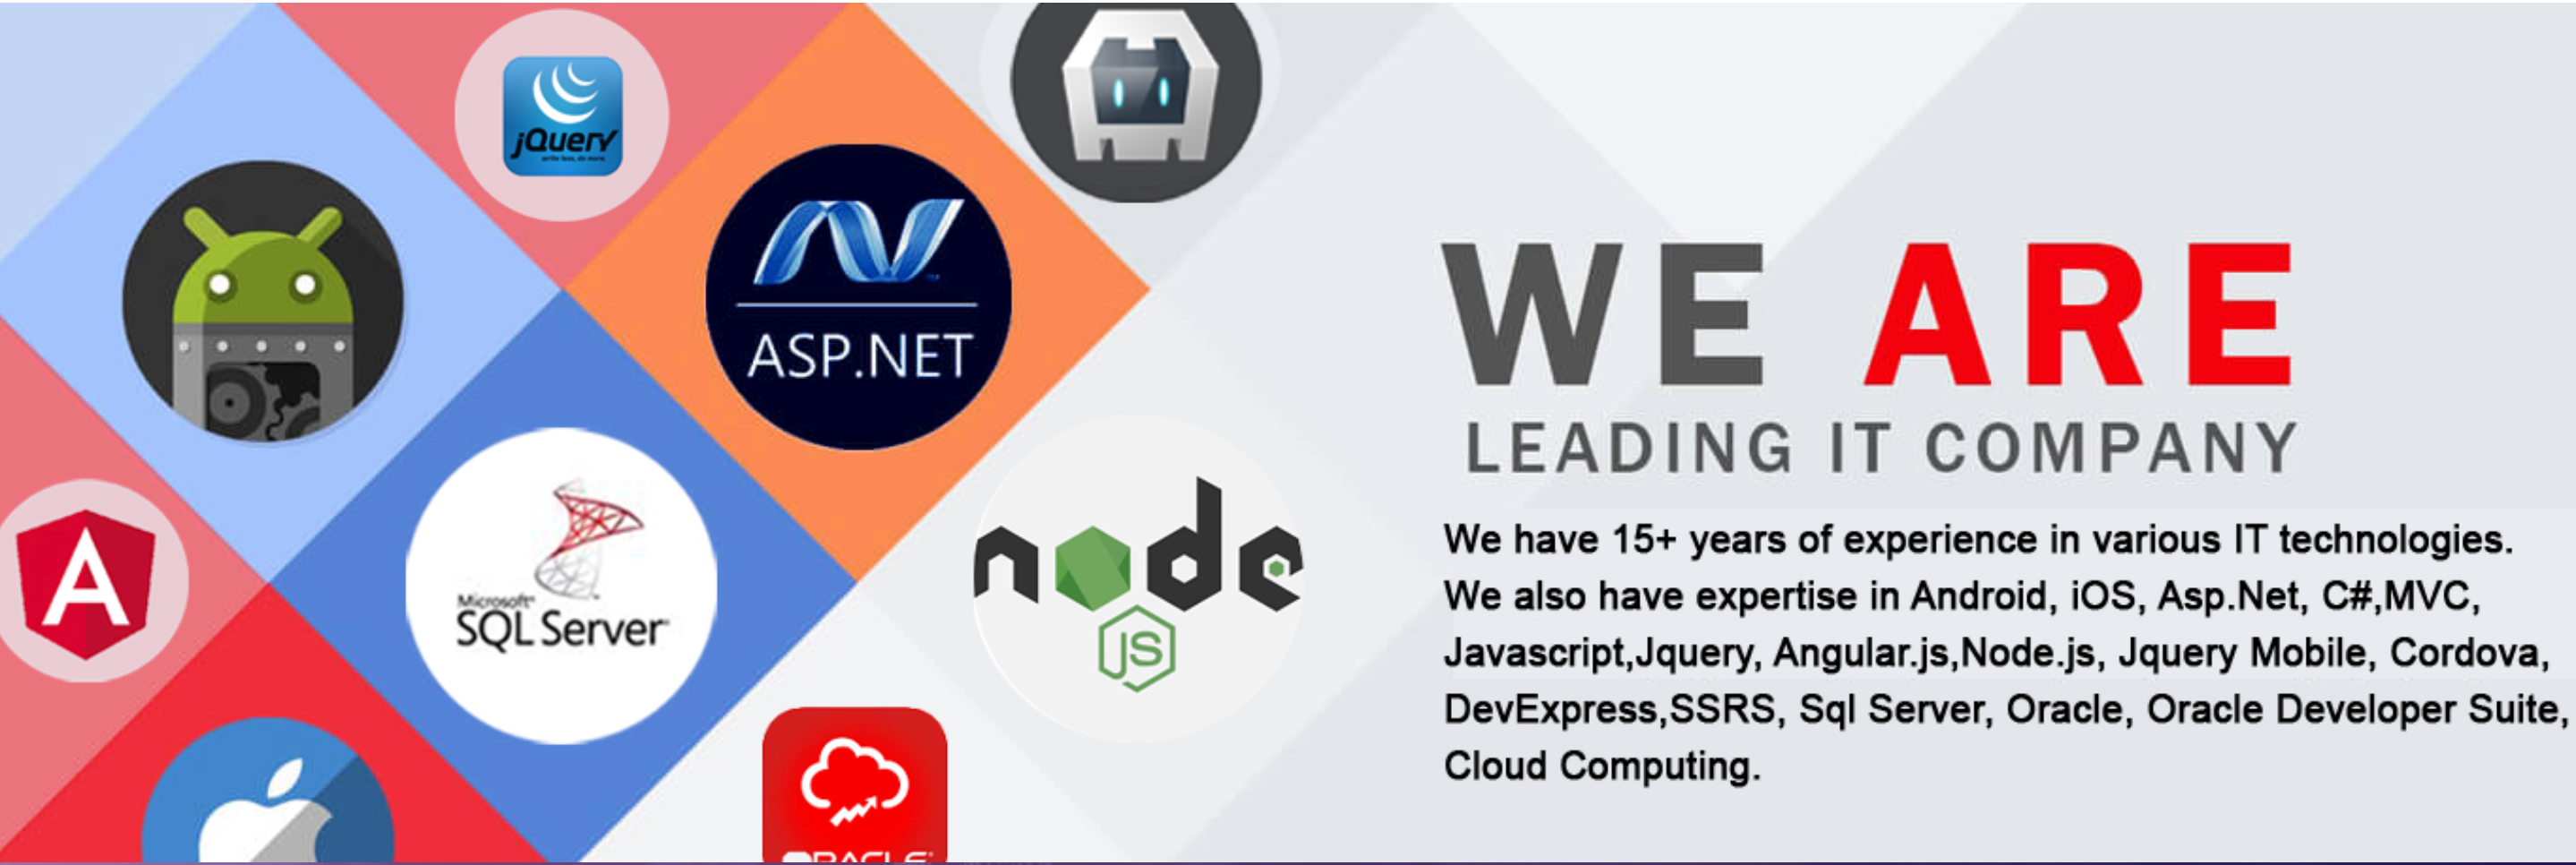 jQuery
write less, do more.
ASP.NET
Microsoft®
SQL Server®
node
JS
ORACLE®
WE ARE
LEADING IT COMPANY
We have 15+ years of experience in various IT technologies.
We also have expertise in Android, iOS, Asp.Net, C#,MVC,
Javascript,Jquery, Angular.js,Node.js, Jquery Mobile, Cordova,
DevExpress,SSRS, Sql Server, Oracle, Oracle Developer Suite,
Cloud Computing.